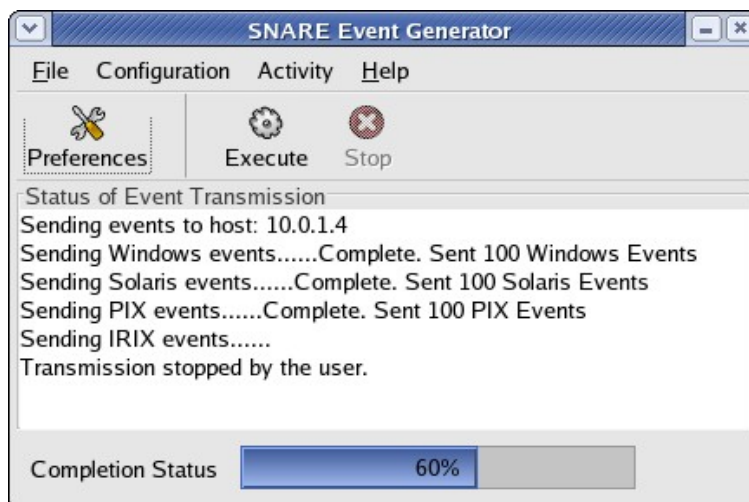 SNARE Event Generator
File Configuration Activity Help
Preferences Execute Stop
Status of Event Transmission
Sending events to host: 10.0.1.4
Sending Windows events......Complete. Sent 100 Windows Events
Sending Solaris events......Complete. Sent 100 Solaris Events
Sending PIX events......Complete. Sent 100 PIX Events
Sending IRIX events......
Transmission stopped by the user.
Completion Status 60%